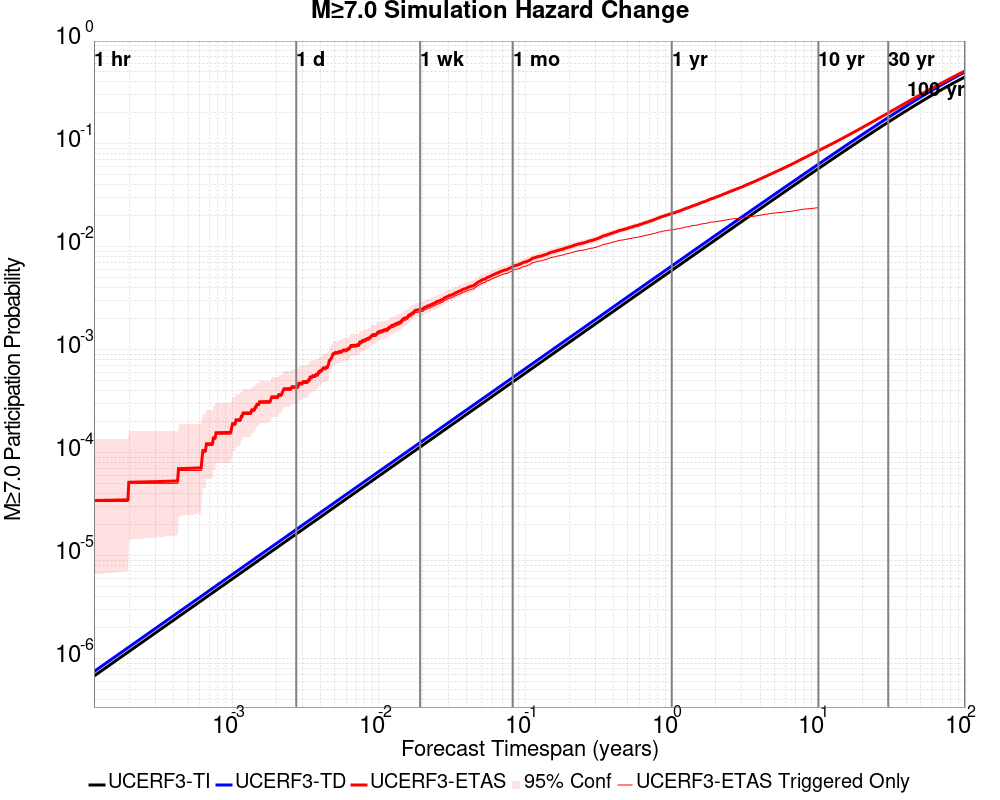 M≥7.0 Simulation Hazard Change
1 hr 1 d 1 wk 1 mo 1 yr 10 yr 30 yr
100 yr
10^0
10^-1
10^-2
10^-3
10^-4
10^-5
10^-6
M≥7.0 Participation Probability
10^-3 10^-2 10^-1 10^0 10^1 10^2
Forecast Timespan (years)
UCERF3-TI UCERF3-TD UCERF3-ETAS 95% Conf UCERF3-ETAS Triggered Only